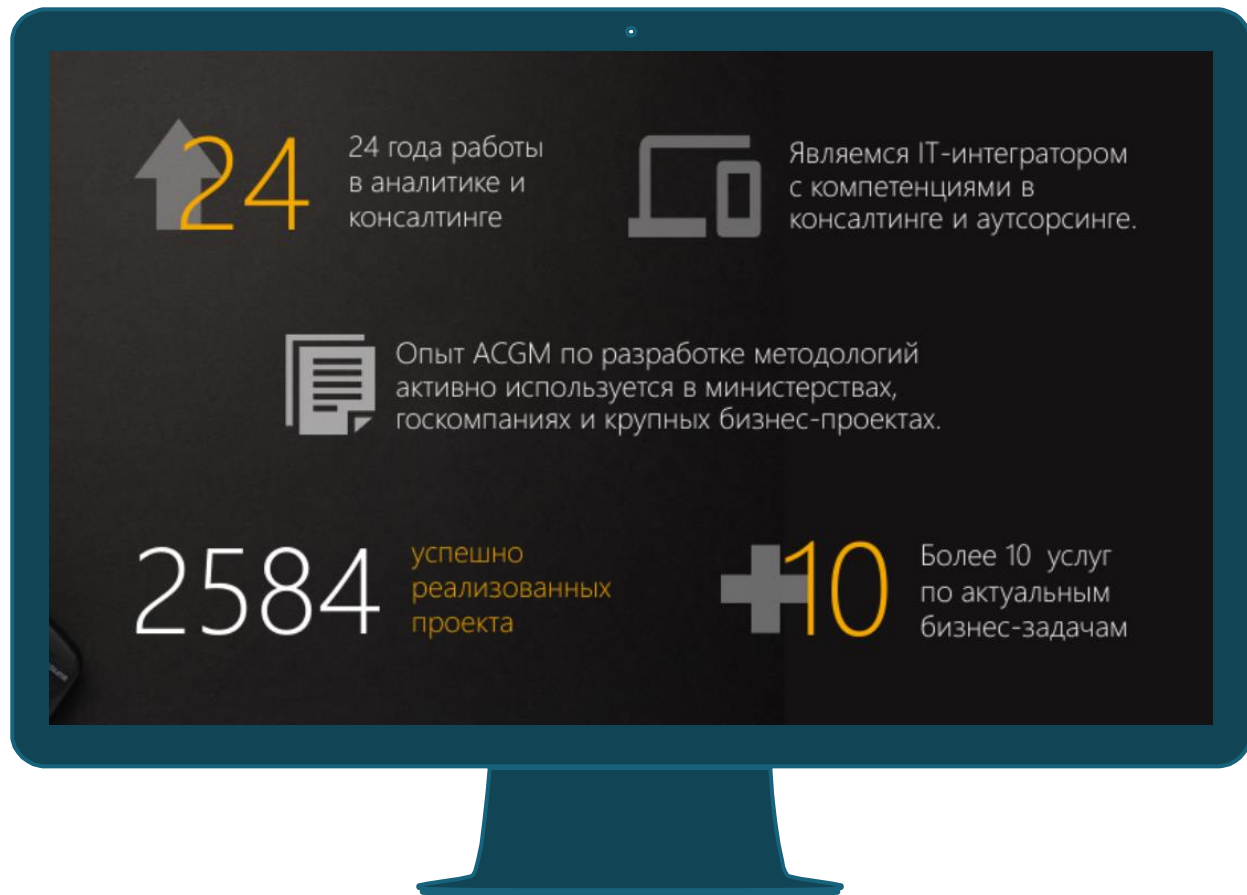 24
24 года работы
в аналитике и
консалтинге
Являемся IT-интегратором
с компетенциями в
консалтинге и аутсорсинге.
Опыт ACGM по разработке методологий
активно используется в министерствах,
госкомпаниях и крупных бизнес-проектах.
2584
успешно
реализованных
проекта
10
Более 10 услуг
по актуальным
бизнес-задачам